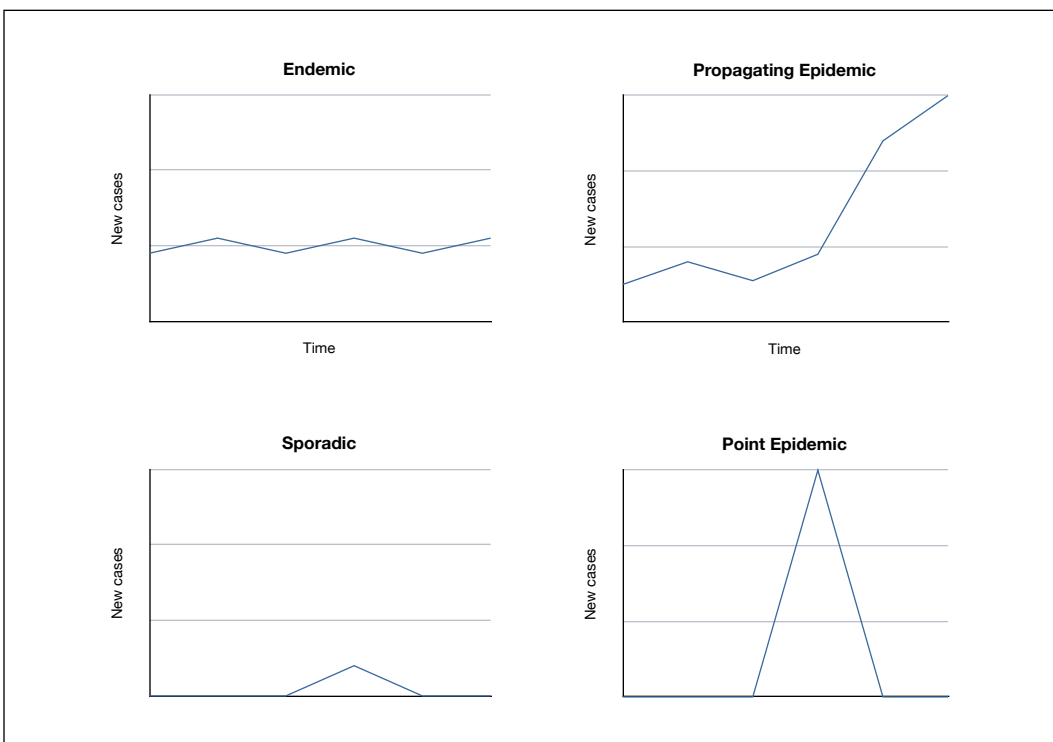 Endemic
New cases
Time
Propagating Epidemic
New cases
Time
Sporadic
New cases
Point Epidemic
New cases